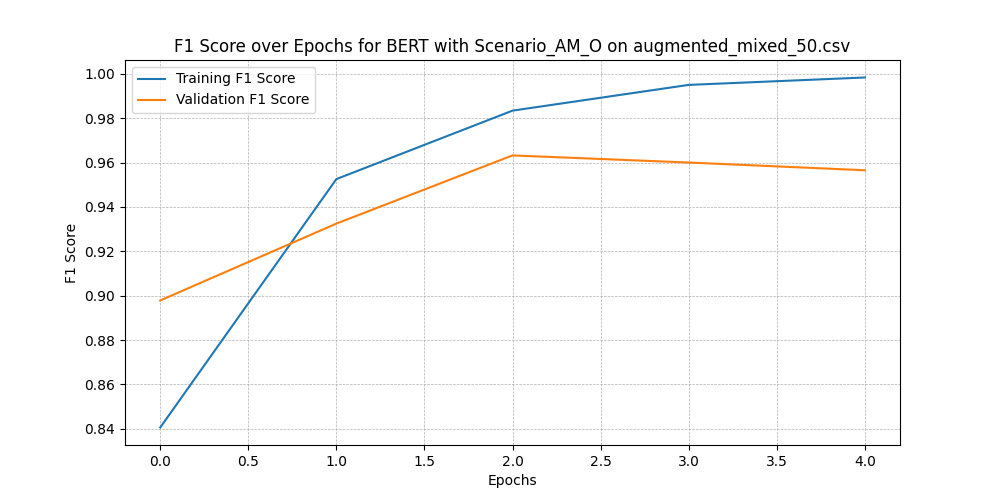 F1 Score over Epochs for BERT with Scenario_AM_O on augmented_mixed_50.csv
Training F1 Score
Validation F1 Score
F1 Score
1.00
0.98
0.96
0.94
0.92
0.90
0.88
0.86
0.84
0.0 0.5 1.0 1.5 2.0 2.5 3.0 3.5 4.0
Epochs